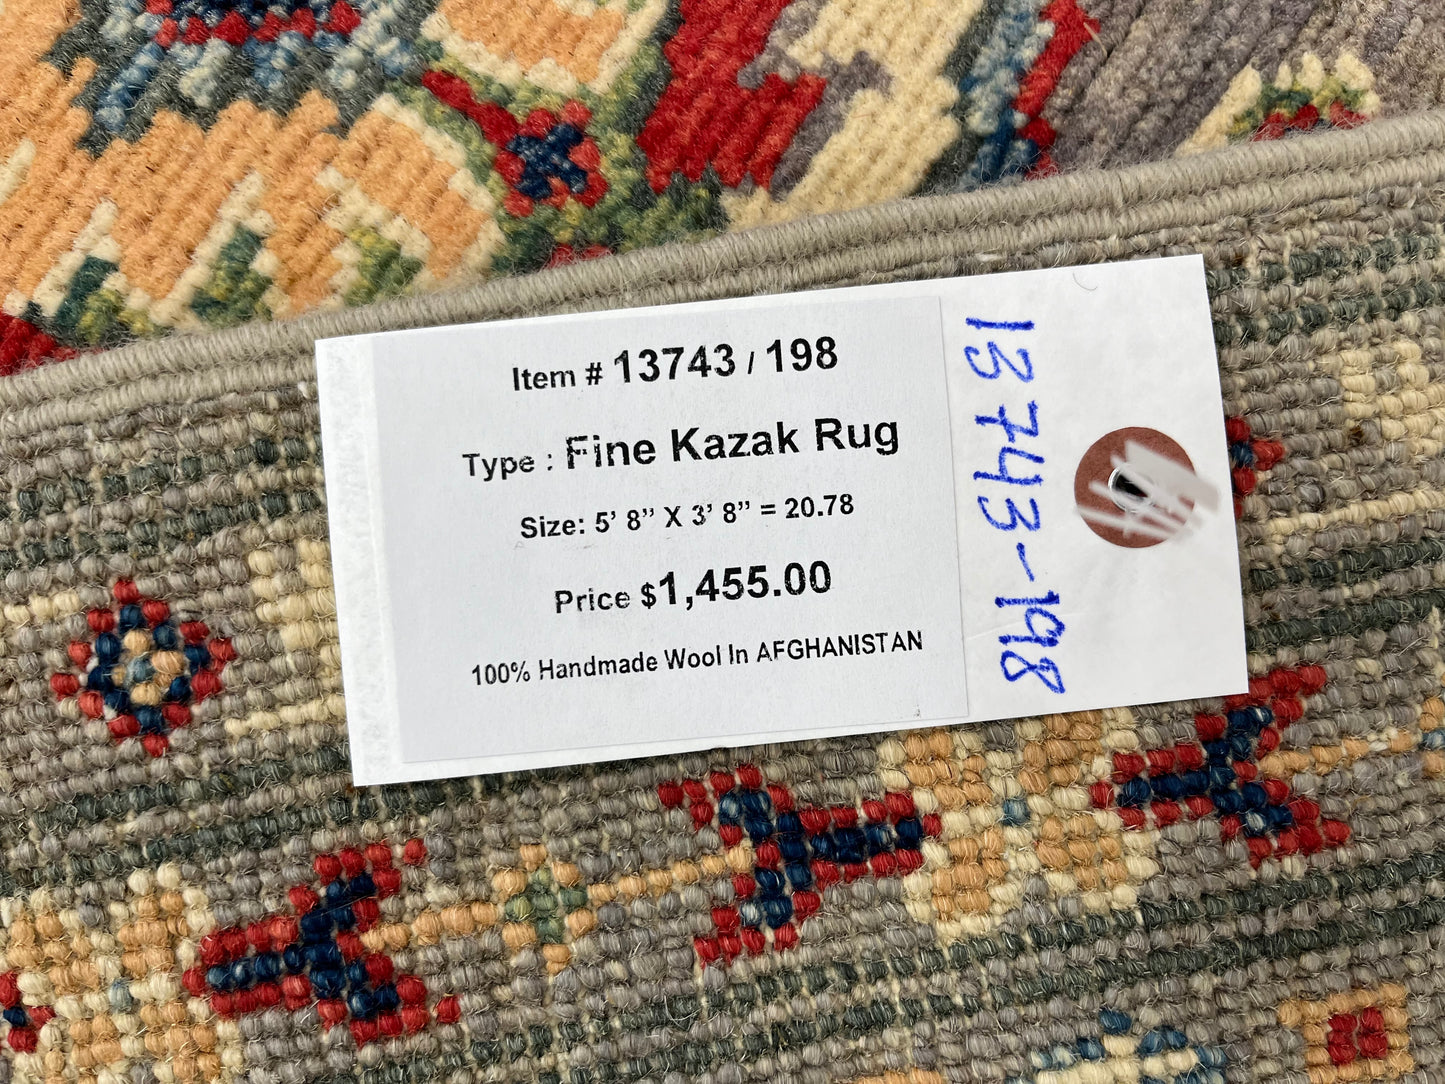 Item # 13743 / 198
Type : Fine Kazak Rug
Size: 5’ 8” X 3’ 8” = 20.78
Price $1,455.00
100% Handmade Wool In AFGHANISTAN
13743-198